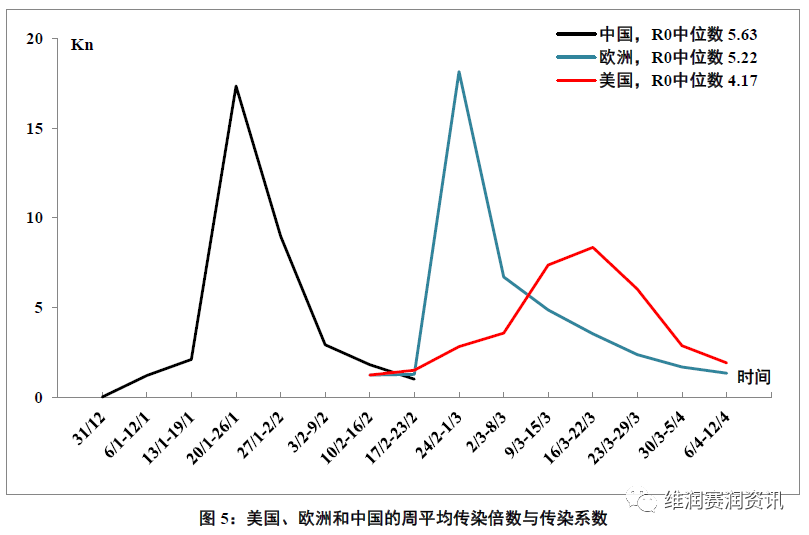 20
Kn
中国，R0中位数 5.63
欧洲，R0中位数 5.22
美国，R0中位数 4.17
15
10
5
0
时间
31/12
6/1-12/1
13/1-19/1
20/1-26/1
27/1-2/2
3/2-9/2
10/2-16/2
17/2-23/2
24/2-1/3
2/3-8/3
9/3-15/3
16/3-22/3
23/3-29/3
30/3-5/4
6/4-12/4
维润赛润资讯
图 5：美国、欧洲和中国的周平均传染倍数与传染系数